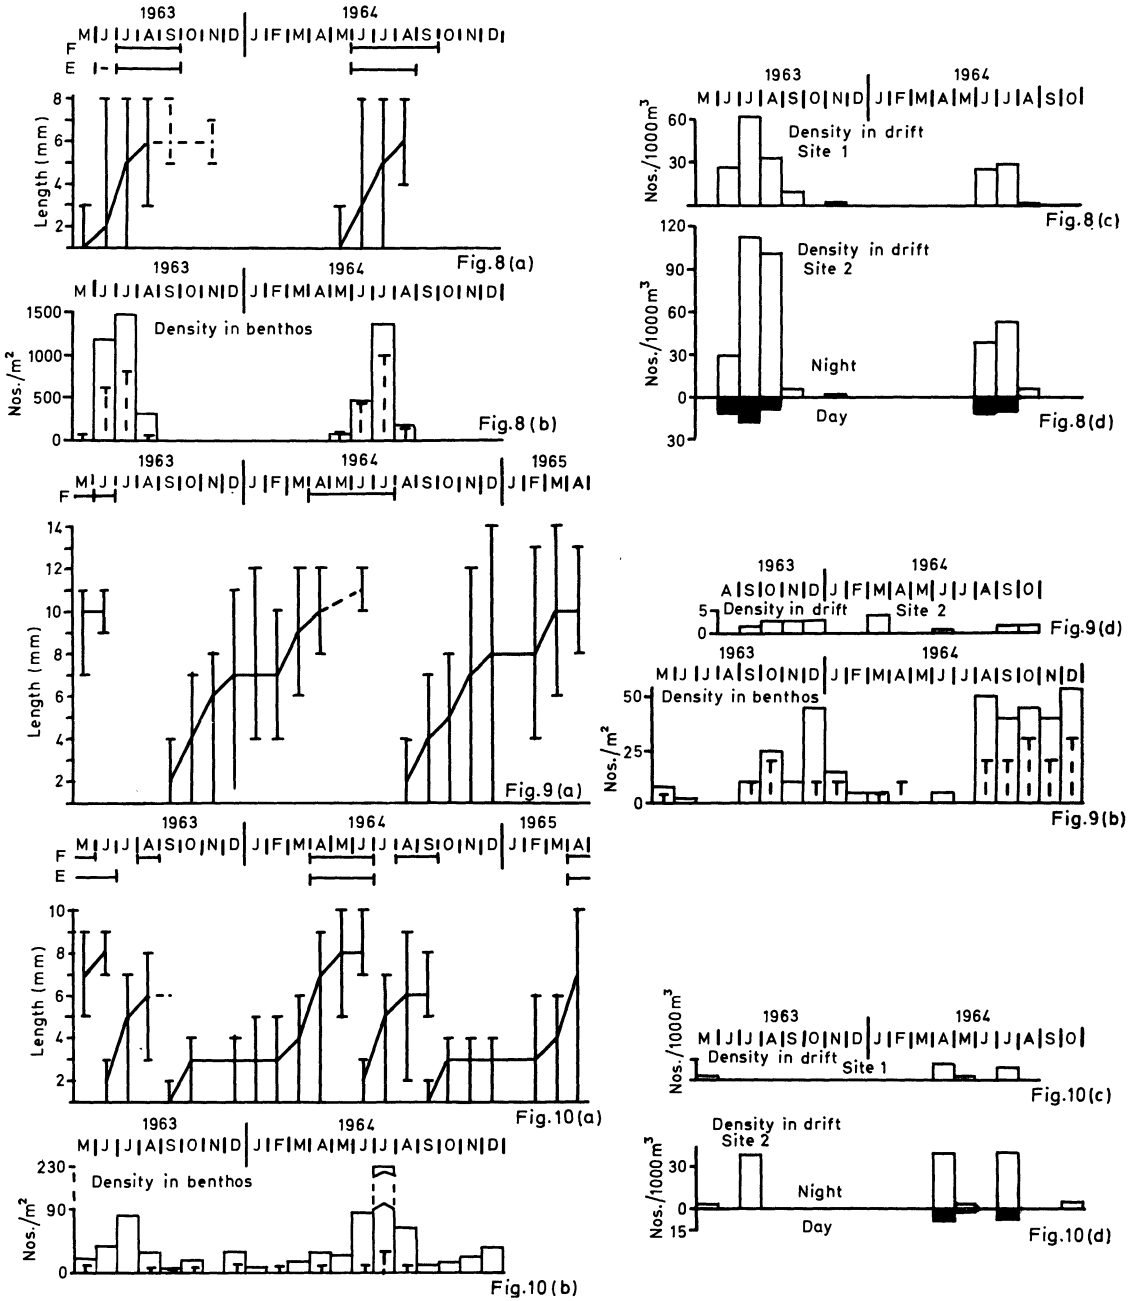 1963 1964
M J J A S O N D J F M A M J J A S O N D
F
E
8
6
4
2
Length (mm)
Fig.8(a)
1963 1964
M J J A S O N D J F M A M J J A S O N D
1500
1000
500
0
Nos./m²
Density in benthos
Fig.8(b)
1963 1964 1965
M J J A S O N D J F M A M J J A S O N D J F M A
F
14
12
10
8
6
4
2
Length (mm)
Fig.9(a)
1963 1964 1965
M J J A S O N D J F M A M J J A S O N D J F M A
F
E
10
8
6
4
2
Length (mm)
Fig.10(a)
1963 1964
M J J A S O N D J F M A M J J A S O N D
230
90
0
Nos./m²
Density in benthos
Fig.10(b)
1963 1964
M J J A S O N D J F M A M J J A S O
60
30
Nos./1000m³
Density in drift
Site 1
Fig.8(c)
120
90
60
30
0
30
Nos./1000m³
Density in drift
Site 2
Night
Day
Fig.8(d)
1963 1964
A S O N D J F M A M J J A S O
5
0
Density in drift Site 2
Fig.9(d)
1963 1964
M J J A S O N D J F M A M J J A S O N D
50
25
0
Nos./m²
Density in benthos
Fig.9(b)
1963 1964
M J J A S O N D J F M A M J J A S O
Nos./1000m³
Density in drift
Site 1
Fig.10(c)
Density in drift
Site 2
30
0
15
Nos./1000m³
Night
Day
Fig.10(d)